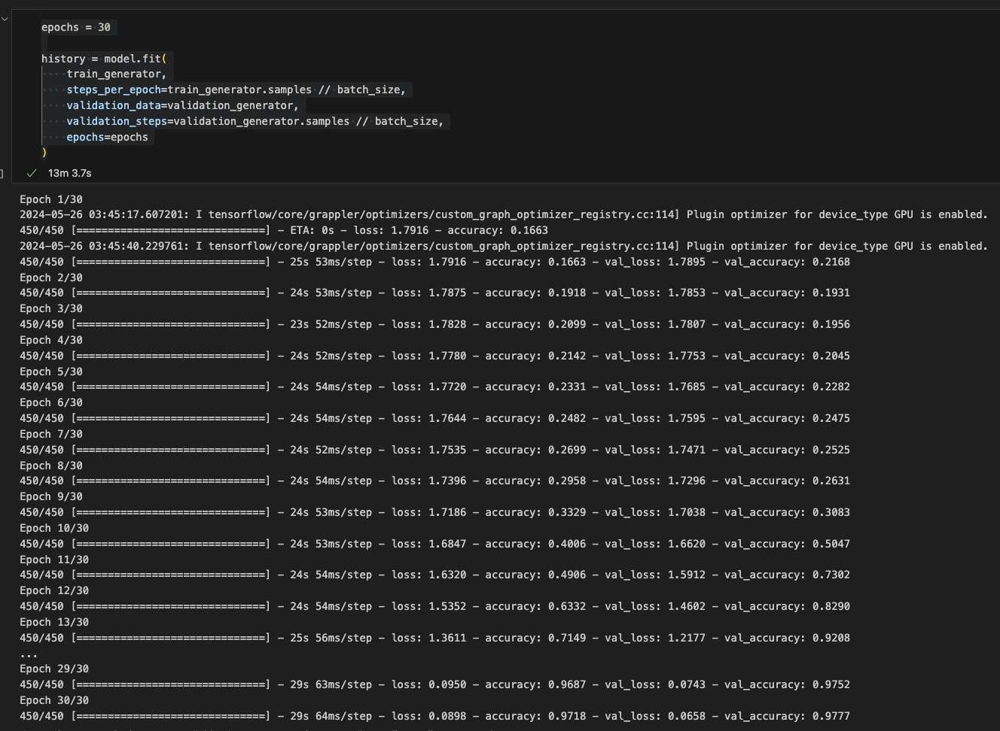 epochs = 30
history = model.fit(
train_generator,
steps_per_epoch=train_generator.samples // batch_size,
validation_data=validation_generator,
validation_steps=validation_generator.samples // batch_size,
epochs=epochs
)
13m 3.7s
Epoch 1/30
2024-05-26 03:45:17.607201: I tensorflow/core/grappler/optimizers/custom_graph_optimizer_registry.cc:114] Plugin optimizer for device_type GPU is enabled.
450/450 [==============================] - ETA: 0s - loss: 1.7916 - accuracy: 0.1663
2024-05-26 03:45:40.229761: I tensorflow/core/grappler/optimizers/custom_graph_optimizer_registry.cc:114] Plugin optimizer for device_type GPU is enabled.
450/450 [==============================] - 25s 53ms/step - loss: 1.7916 - accuracy: 0.1663 - val_loss: 1.7895 - val_accuracy: 0.2168
Epoch 2/30
450/450 [==============================] - 24s 53ms/step - loss: 1.7875 - accuracy: 0.1918 - val_loss: 1.7853 - val_accuracy: 0.1931
Epoch 3/30
450/450 [==============================] - 23s 52ms/step - loss: 1.7828 - accuracy: 0.2099 - val_loss: 1.7807 - val_accuracy: 0.1956
Epoch 4/30
450/450 [==============================] - 24s 52ms/step - loss: 1.7780 - accuracy: 0.2142 - val_loss: 1.7753 - val_accuracy: 0.2045
Epoch 5/30
450/450 [==============================] - 24s 54ms/step - loss: 1.7720 - accuracy: 0.2331 - val_loss: 1.7685 - val_accuracy: 0.2282
Epoch 6/30
450/450 [==============================] - 24s 54ms/step - loss: 1.7644 - accuracy: 0.2482 - val_loss: 1.7595 - val_accuracy: 0.2475
Epoch 7/30
450/450 [==============================] - 24s 52ms/step - loss: 1.7535 - accuracy: 0.2699 - val_loss: 1.7471 - val_accuracy: 0.2525
Epoch 8/30
450/450 [==============================] - 24s 54ms/step - loss: 1.7396 - accuracy: 0.2958 - val_loss: 1.7296 - val_accuracy: 0.2631
Epoch 9/30
450/450 [==============================] - 24s 53ms/step - loss: 1.7186 - accuracy: 0.3329 - val_loss: 1.7038 - val_accuracy: 0.3083
Epoch 10/30
450/450 [==============================] - 24s 53ms/step - loss: 1.6847 - accuracy: 0.4006 - val_loss: 1.6620 - val_accuracy: 0.5047
Epoch 11/30
450/450 [==============================] - 24s 54ms/step - loss: 1.6320 - accuracy: 0.4906 - val_loss: 1.5912 - val_accuracy: 0.7302
Epoch 12/30
450/450 [==============================] - 24s 54ms/step - loss: 1.5352 - accuracy: 0.6332 - val_loss: 1.4602 - val_accuracy: 0.8290
Epoch 13/30
450/450 [==============================] - 25s 56ms/step - loss: 1.3611 - accuracy: 0.7149 - val_loss: 1.2177 - val_accuracy: 0.9208
...
Epoch 29/30
450/450 [==============================] - 29s 63ms/step - loss: 0.0950 - accuracy: 0.9687 - val_loss: 0.0743 - val_accuracy: 0.9752
Epoch 30/30
450/450 [==============================] - 29s 64ms/step - loss: 0.0898 - accuracy: 0.9718 - val_loss: 0.0658 - val_accuracy: 0.9777